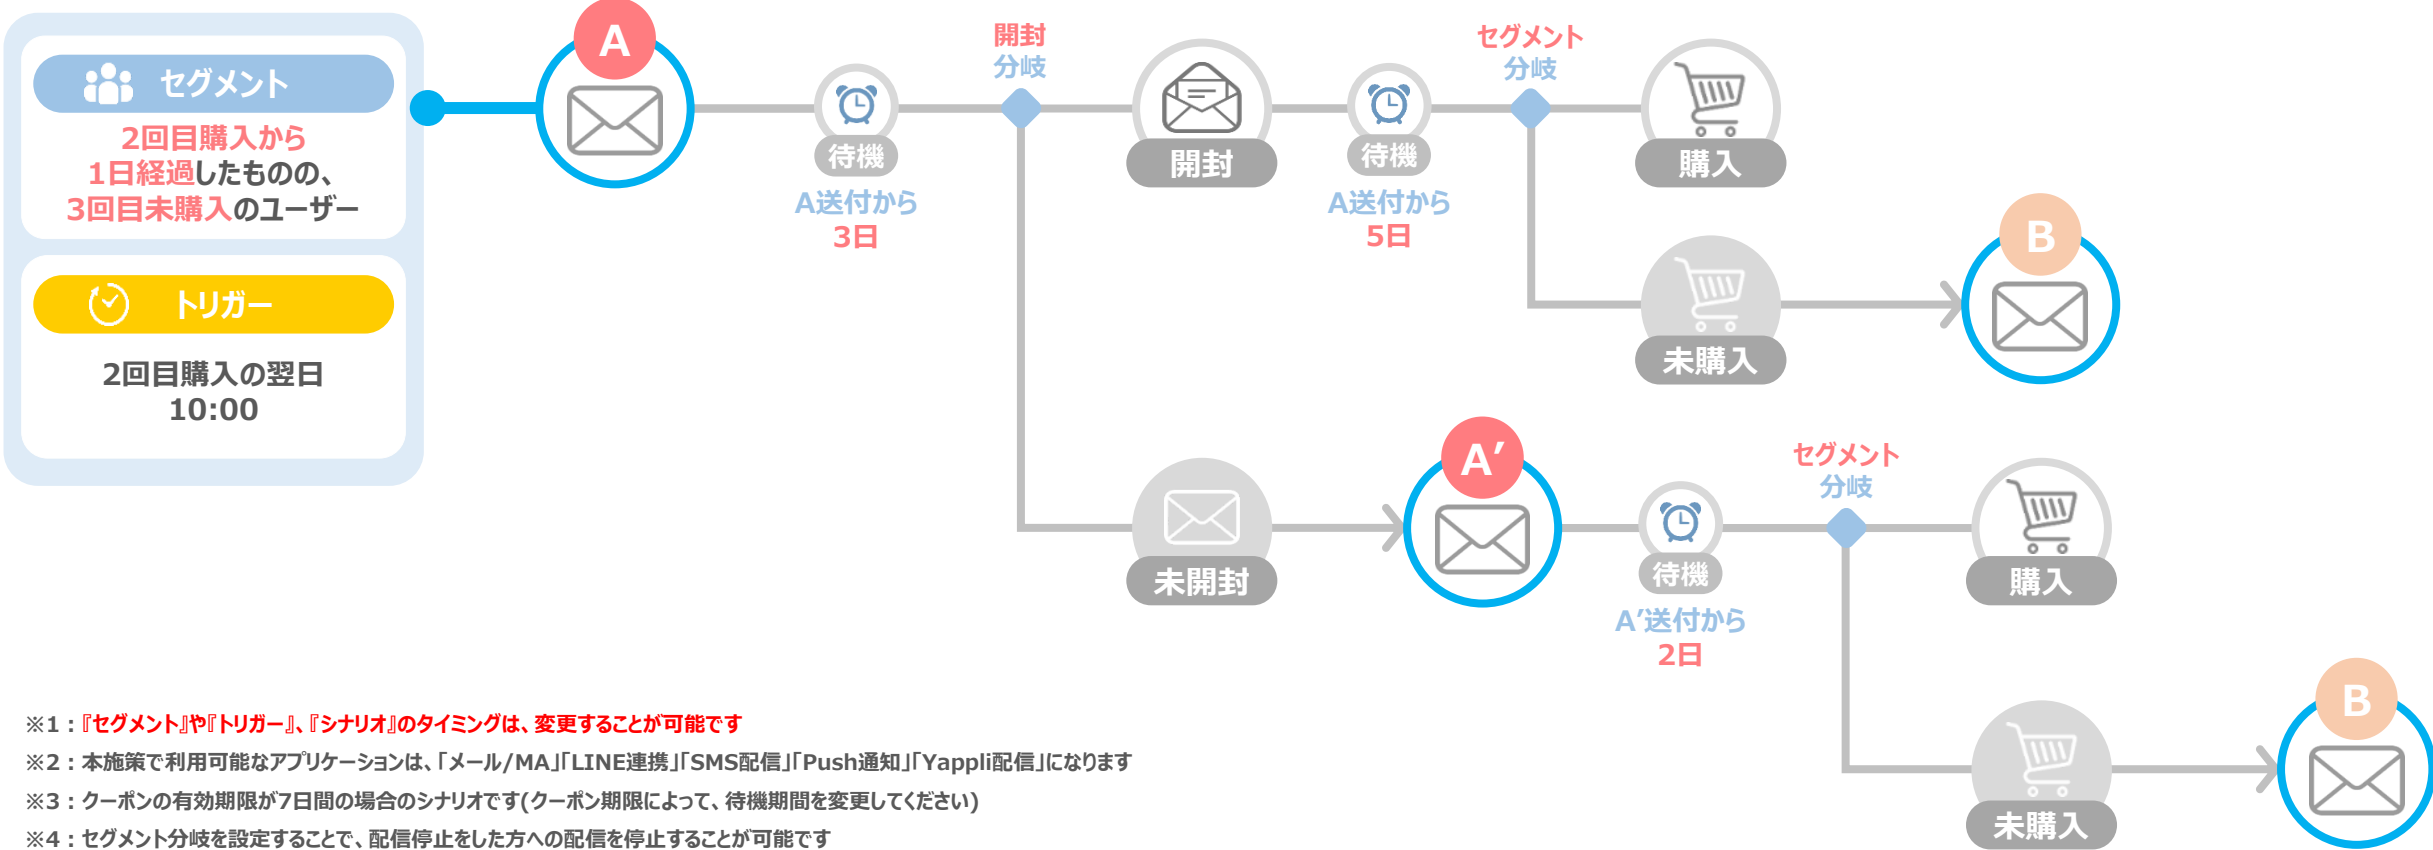 セグメント
2回目購入から
1日経過したものの、
3回目未購入のユーザー
トリガー
2回目購入の翌日
10:00
A
待機
A送付から
3日
開封
分岐
開封
待機
A送付から
5日
セグメント
分岐
購入
未購入
B
未開封
A′
待機
A′送付から
2日
セグメント
分岐
購入
未購入
B
※1：『セグメント』や『トリガー』、『シナリオ』のタイミングは、変更することが可能です
※2：本施策で利用可能なアプリケーションは、「メール/MA」「LINE連携」「SMS配信」「Push通知」「Yappli配信」になります
※3：クーポンの有効期限が7日間の場合のシナリオです(クーポン期限によって、待機期間を変更してください)
※4：セグメント分岐を設定することで、配信停止をした方への配信を停止することが可能です